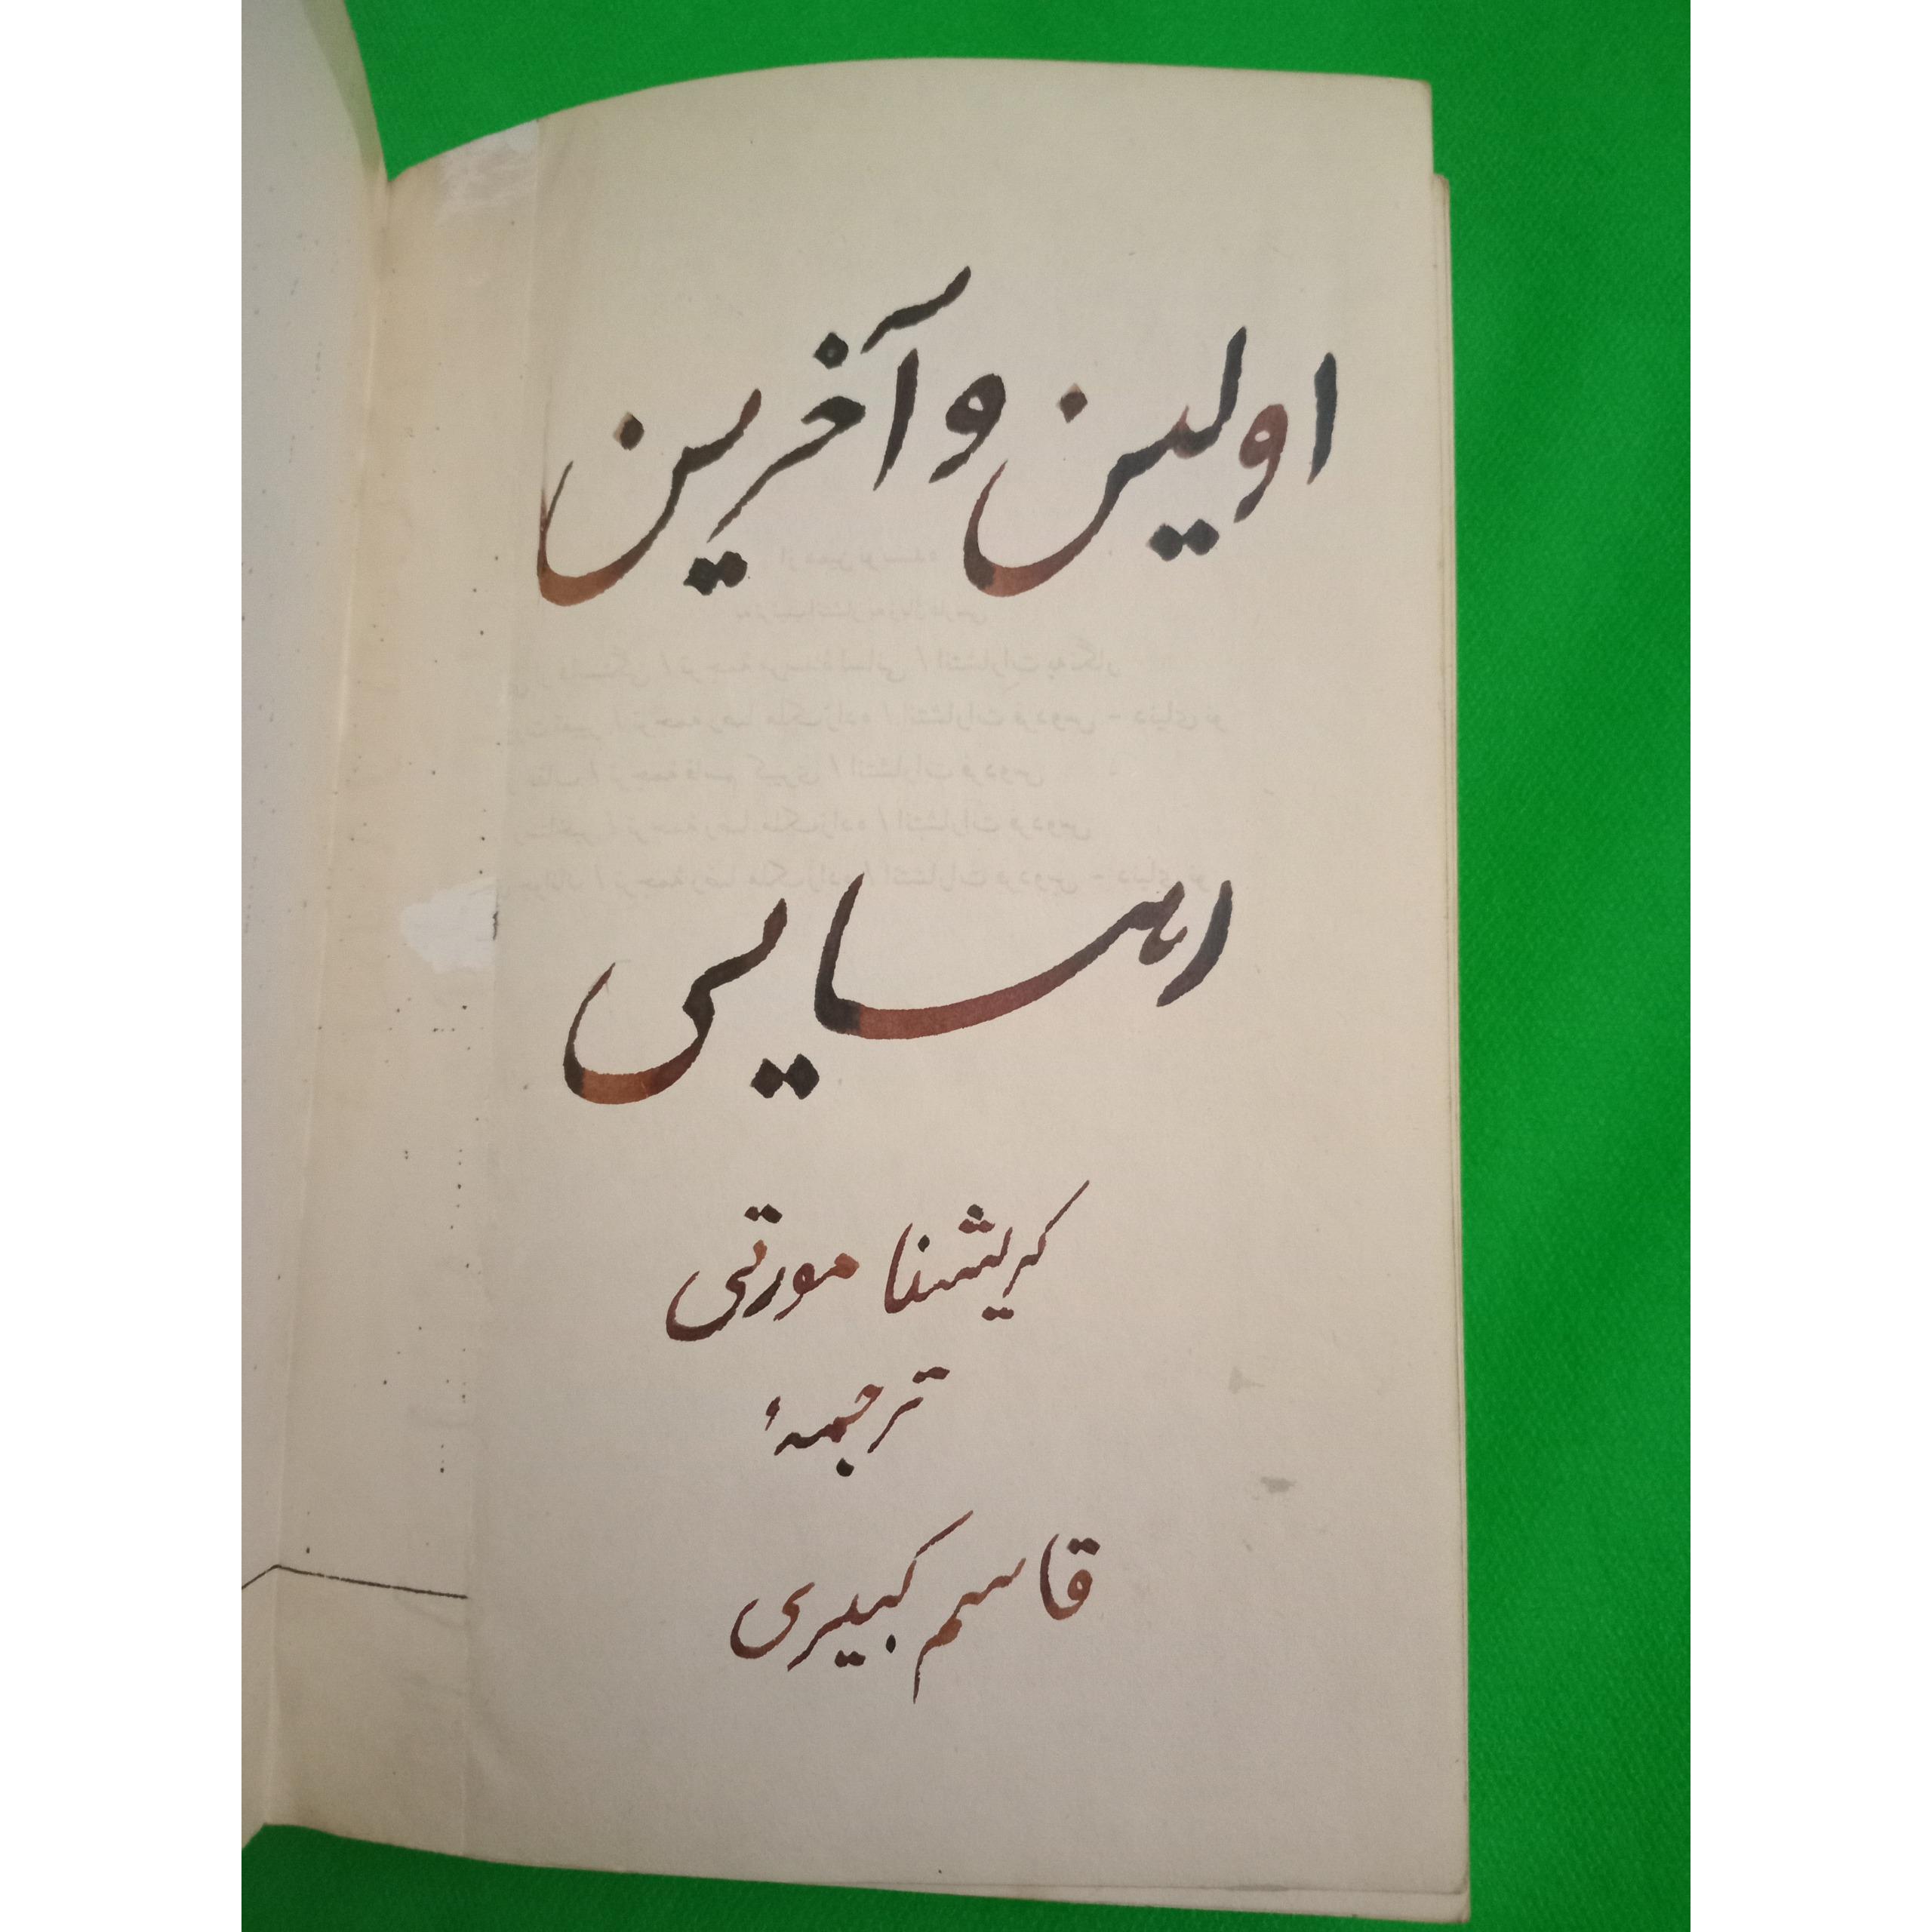 اولین و آخرین
رهایی
کریشنا مورتی
ترجمهٔ
قاسم کبیری